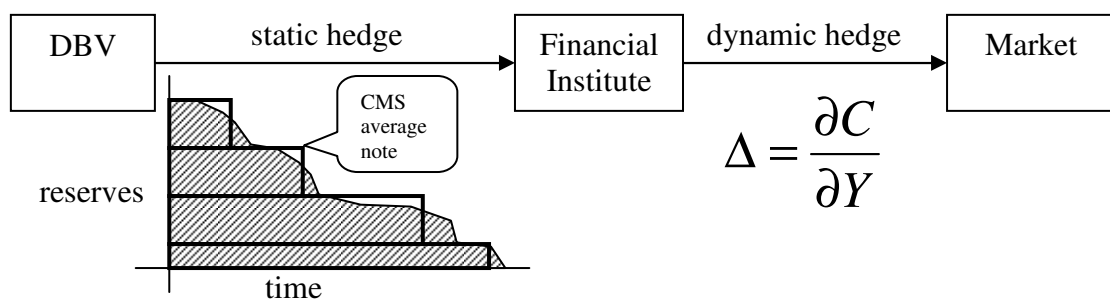 DBV
static hedge
Financial
Institute
dynamic hedge
Market
CMS
average
note
reserves
time
Δ = ∂C / ∂Y